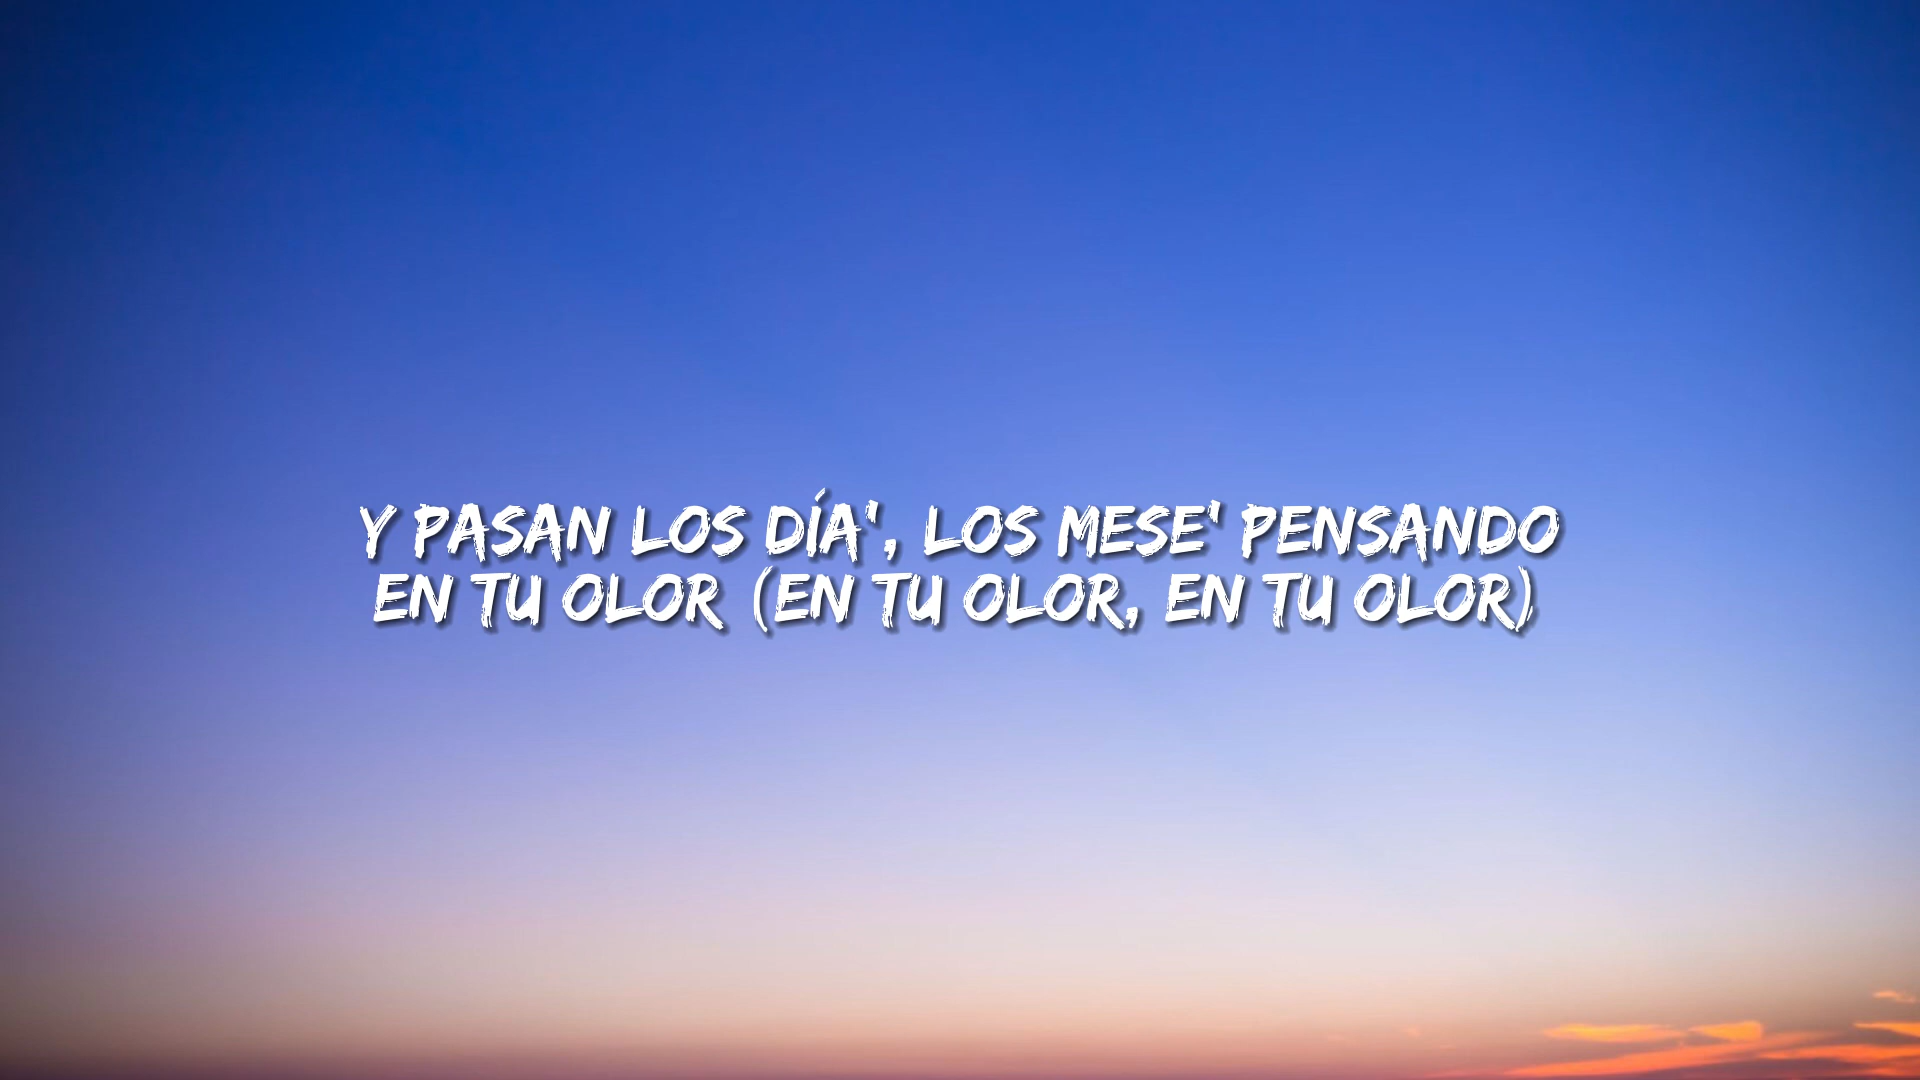 Y PASAN LOS DÍA', LOS MESE' PENSANDO
EN TU OLOR (EN TU OLOR, EN TU OLOR)